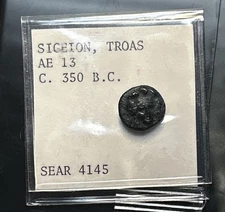 SIGEION, TROAS
AE 13
C. 350 B.C.
SEAR 4145